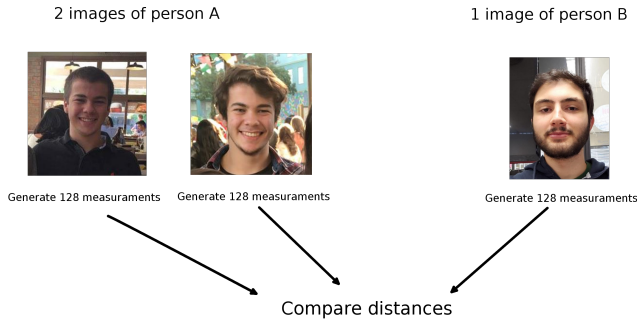 2 images of person A
1 image of person B
Generate 128 measuraments
Generate 128 measuraments
Generate 128 measuraments
Compare distances